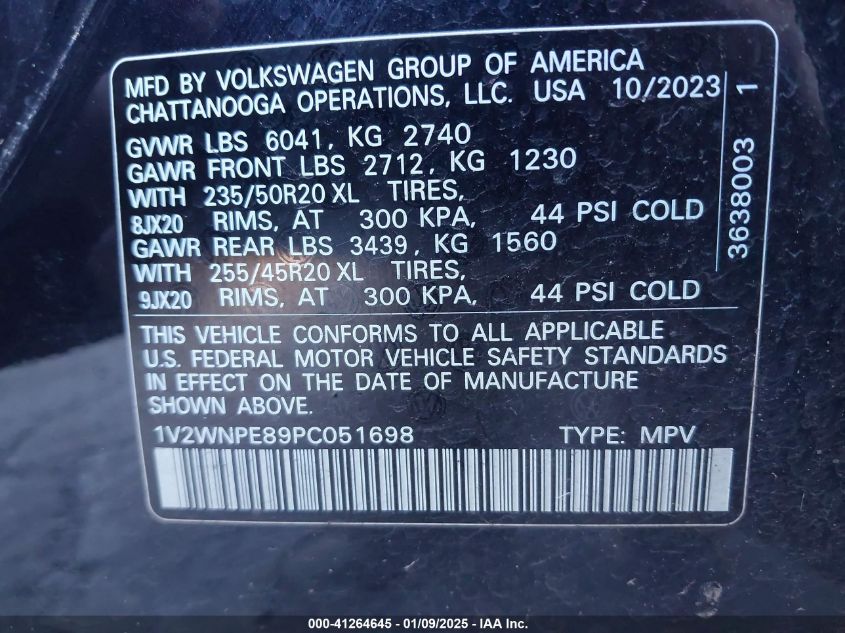 MFD BY VOLKSWAGEN GROUP OF AMERICA
CHATTANOOGA OPERATIONS, LLC. USA 10/2023
GVWR LBS 6041, KG 2740
GAWR FRONT LBS 2712, KG 1230
WITH 235/50R20 XL TIRES,
8JX20 RIMS, AT 300 KPA, 44 PSI COLD
GAWR REAR LBS 3439, KG 1560
WITH 255/45R20 XL TIRES,
9JX20 RIMS, AT 300 KPA, 44 PSI COLD
3638003 1
THIS VEHICLE CONFORMS TO ALL APPLICABLE
U.S. FEDERAL MOTOR VEHICLE SAFETY STANDARDS
IN EFFECT ON THE DATE OF MANUFACTURE
SHOWN ABOVE.
1V2WNPE89PC051698 TYPE: MPV
000-41264645 - 01/09/2025 - IAA Inc.